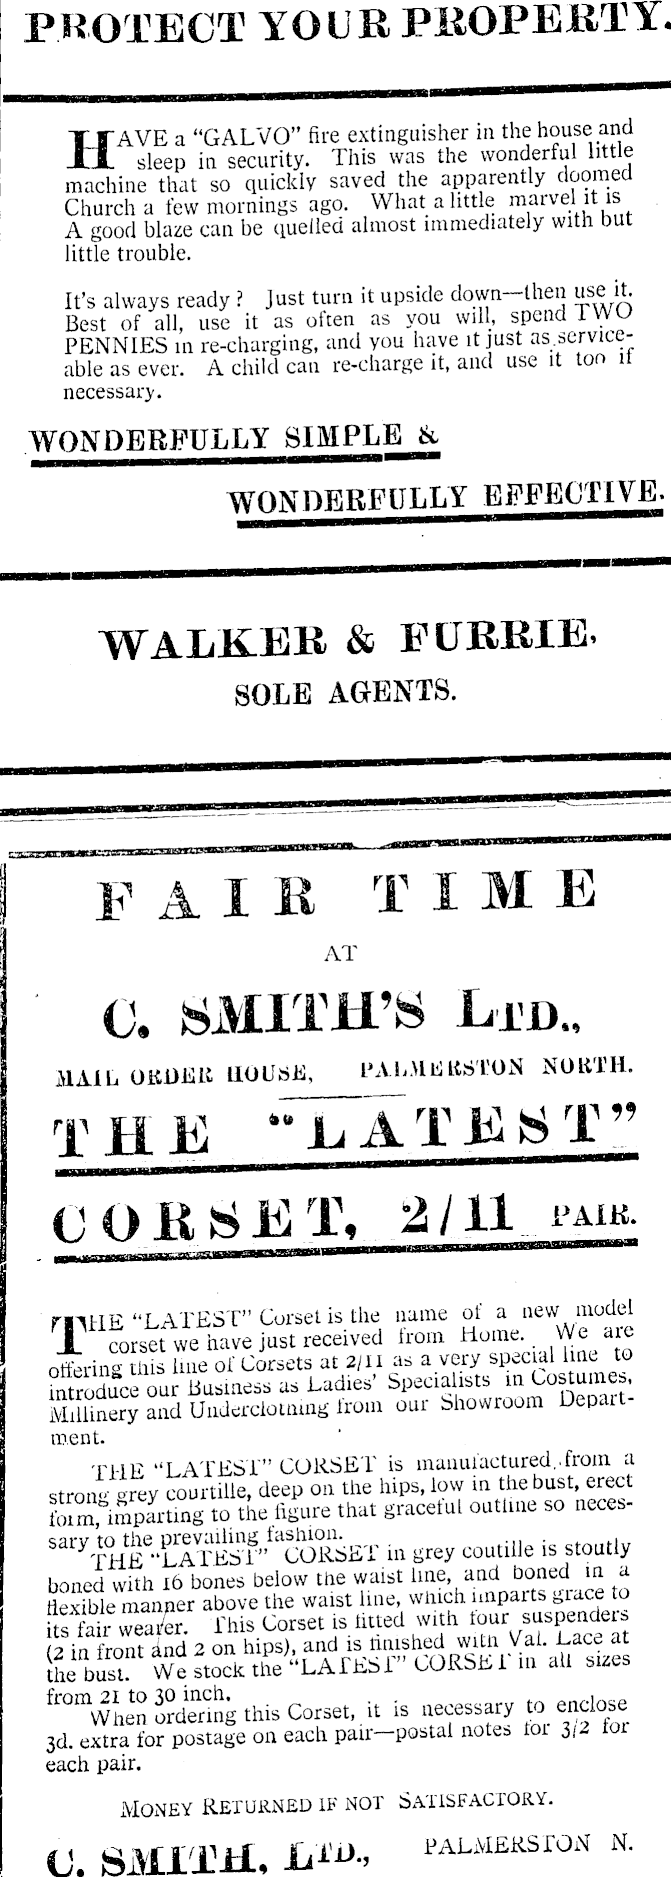 PROTECT YOUR PROPERTY.
HAVE a "GALVO" fire extinguisher in the house and
sleep in security. This was the wonderful little
machine that so quickly saved the apparently doomed
Church a few mornings ago. What a little marvel it is
A good blaze can be quelled almost immediately with but
little trouble.
It's always ready? Just turn it upside down—then use it.
Best of all, use it as often as you will, spend TWO
PENNIES in re-charging, and you have it just as service-
able as ever. A child can re-charge it, and use it too if
necessary.
WONDERFULLY SIMPLE &
WONDERFULLY EFFECTIVE.
WALKER & FURRIE,
SOLE AGENTS.
FAIR TIME
AT
C. SMITH'S LTD.,
MAIL ORDER HOUSE, PALMERSTON NORTH.
THE "LATEST"
CORSET, 2/11 PAIR.
THE "LATEST" Corset is the name of a new model
corset we have just received from Home. We are
offering this line of Corsets at 2/11 as a very special line to
introduce our Business as Ladies' Specialists in Costumes,
Millinery and Underclothing from our Showroom Depart-
ment.
THE "LATEST" CORSET is manufactured from a
strong grey courtille, deep on the hips, low in the bust, erect
form, imparting to the figure that graceful outline so neces-
sary to the prevailing fashion.
THE "LATEST" CORSET in grey coutille is stoutly
boned with 16 bones below the waist line, and boned in a
flexible manner above the waist line, which imparts grace to
its fair wearer. This Corset is fitted with four suspenders
(2 in front and 2 on hips), and is finished with Val. Lace at
the bust. We stock the "LATEST" CORSET in all sizes
from 21 to 30 inch.
When ordering this Corset, it is necessary to enclose
3d. extra for postage on each pair—postal notes for 3/2 for
each pair.
MONEY RETURNED IF NOT SATISFACTORY.
C. SMITH, LTD., PALMERSTON N.